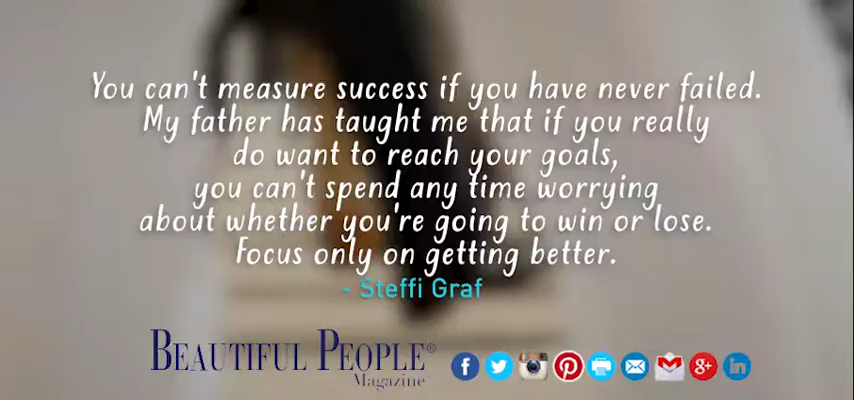 You can't measure success if you have never failed.
My father has taught me that if you really
do want to reach your goals,
you can't spend any time worrying
about whether you're going to win or lose.
Focus only on getting better.
- Steffi Graf
BEAUTIFUL PEOPLE®
Magazine
f g+ in